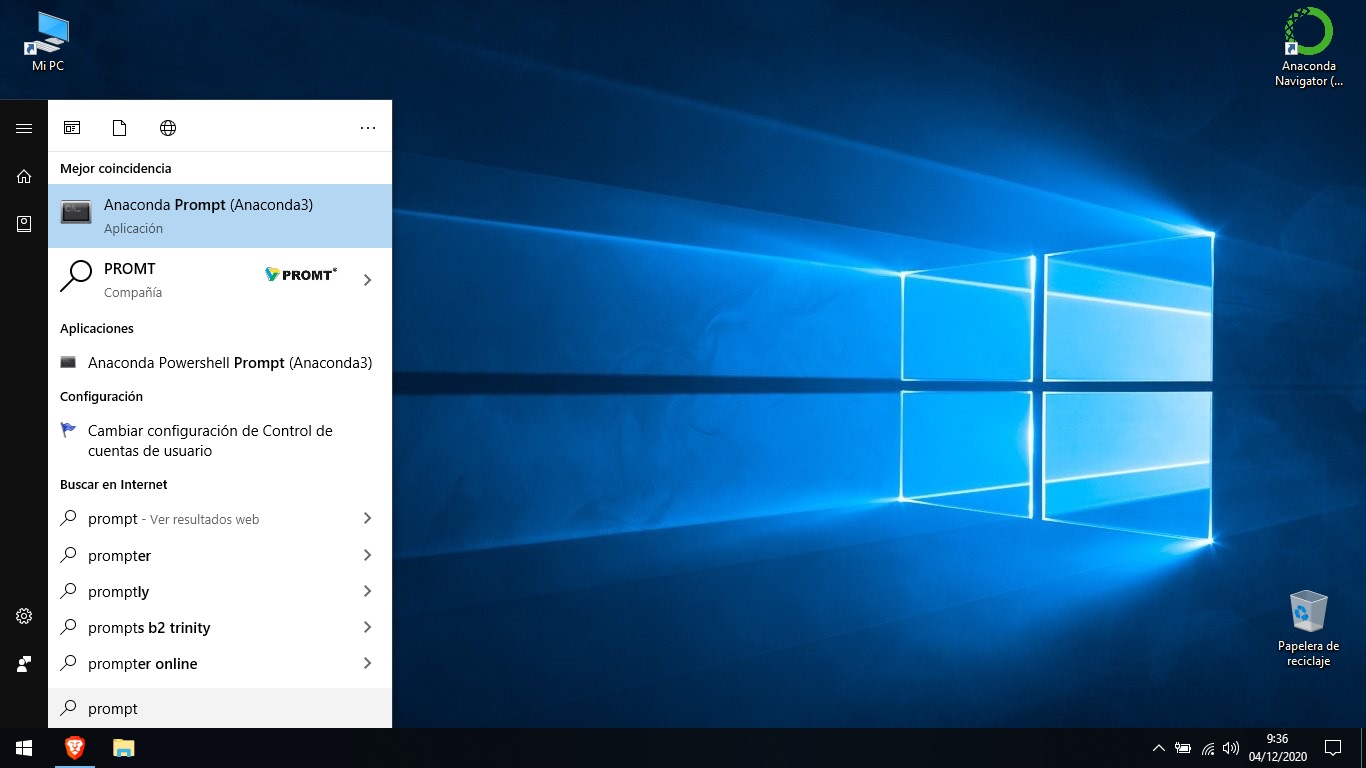 Mi PC
Anaconda
Navigator (...
Mejor coincidencia
Anaconda Prompt (Anaconda3)
Aplicación
PROMT
Compañía
PROMT®
Aplicaciones
Anaconda Powershell Prompt (Anaconda3)
Configuración
Cambiar configuración de Control de
cuentas de usuario
Buscar en Internet
prompt - Ver resultados web
prompter
promptly
prompts b2 trinity
prompter online
prompt
Papelera de
reciclaje
9:36
04/12/2020